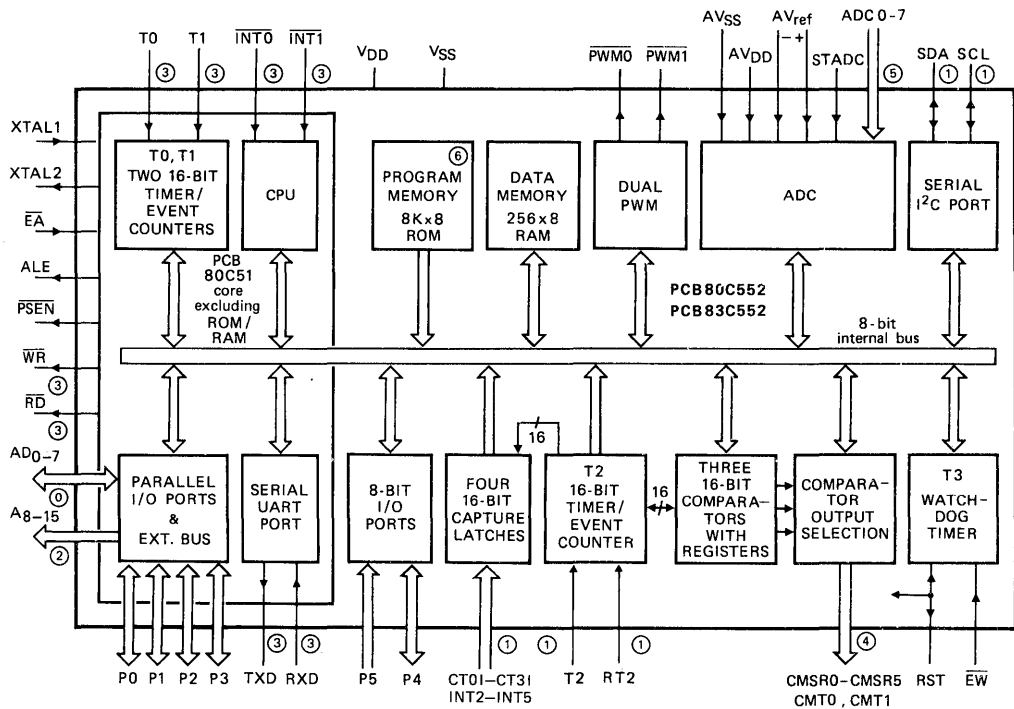 T0 T1 INT0 INT1 VDD VSS PWM0 PWM1 AVSS AVDD AVref - + STADC ADC 0-7 SDA SCL
③ ③ ③ ③ ⑤ ① ①
XTAL1
XTAL2
EA
ALE
PSEN
WR
③
RD
③
AD0-7
⓪
A8-15
②
T0, T1
TWO 16-BIT
TIMER/
EVENT
COUNTERS
CPU
⑥
PROGRAM
MEMORY
8K x 8
ROM
DATA
MEMORY
256 x 8
RAM
DUAL
PWM
ADC
SERIAL
I²C PORT
PCB
80C51
core
excluding
ROM/
RAM
PCB80C552
PCB83C552
8-bit
internal bus
PARALLEL
I/O PORTS
&
EXT. BUS
SERIAL
UART
PORT
8-BIT
I/O
PORTS
FOUR
16-BIT
CAPTURE
LATCHES
16
T2
16-BIT
TIMER/
EVENT
COUNTER
16
THREE
16-BIT
COMPARA-
TORS
WITH
REGISTERS
COMPARA-
TOR
OUTPUT
SELECTION
T3
WATCH-
DOG
TIMER
③ ③ ① ① ① ④
P0 P1 P2 P3 TXD RXD P5 P4 CT0I–CT3I T2 RT2 CMSR0–CMSR5 RST EW
INT2–INT5 CMT0, CMT1